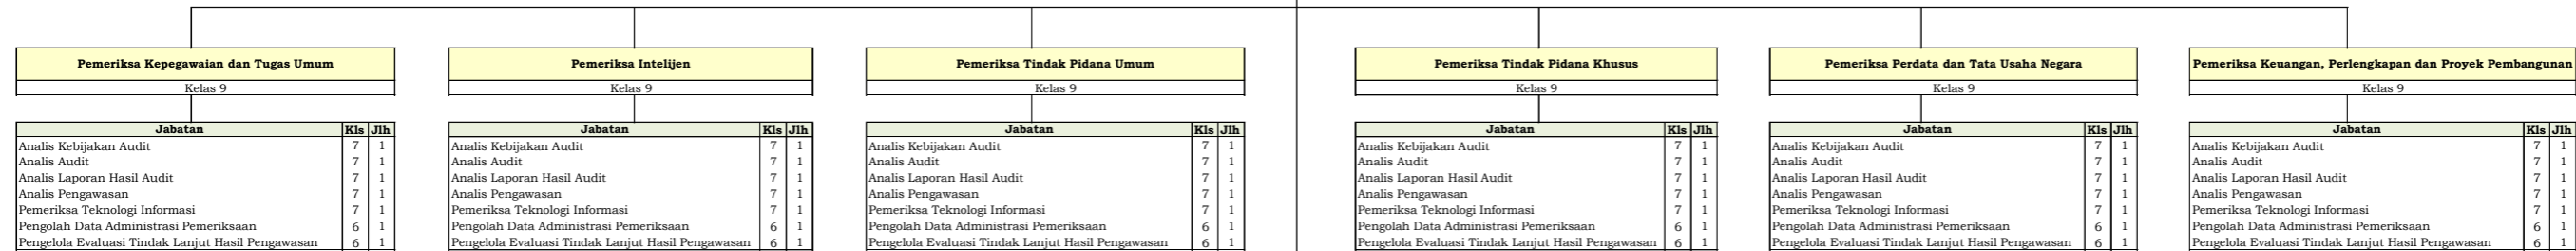 Pemeriksa Kepegawaian dan Tugas Umum
Kelas 9
Jabatan Kls Jlh
Analis Kebijakan Audit 7 1
Analis Audit 7 1
Analis Laporan Hasil Audit 7 1
Analis Pengawasan 7 1
Pemeriksa Teknologi Informasi 7 1
Pengolah Data Administrasi Pemeriksaan 6 1
Pengelola Evaluasi Tindak Lanjut Hasil Pengawasan 6 1
Pemeriksa Intelijen
Kelas 9
Jabatan Kls Jlh
Analis Kebijakan Audit 7 1
Analis Audit 7 1
Analis Laporan Hasil Audit 7 1
Analis Pengawasan 7 1
Pemeriksa Teknologi Informasi 7 1
Pengolah Data Administrasi Pemeriksaan 6 1
Pengelola Evaluasi Tindak Lanjut Hasil Pengawasan 6 1
Pemeriksa Tindak Pidana Umum
Kelas 9
Jabatan Kls Jlh
Analis Kebijakan Audit 7 1
Analis Audit 7 1
Analis Laporan Hasil Audit 7 1
Analis Pengawasan 7 1
Pemeriksa Teknologi Informasi 7 1
Pengolah Data Administrasi Pemeriksaan 6 1
Pengelola Evaluasi Tindak Lanjut Hasil Pengawasan 6 1
Pemeriksa Tindak Pidana Khusus
Kelas 9
Jabatan Kls Jlh
Analis Kebijakan Audit 7 1
Analis Audit 7 1
Analis Laporan Hasil Audit 7 1
Analis Pengawasan 7 1
Pemeriksa Teknologi Informasi 7 1
Pengolah Data Administrasi Pemeriksaan 6 1
Pengelola Evaluasi Tindak Lanjut Hasil Pengawasan 6 1
Pemeriksa Perdata dan Tata Usaha Negara
Kelas 9
Jabatan Kls Jlh
Analis Kebijakan Audit 7 1
Analis Audit 7 1
Analis Laporan Hasil Audit 7 1
Analis Pengawasan 7 1
Pemeriksa Teknologi Informasi 7 1
Pengolah Data Administrasi Pemeriksaan 6 1
Pengelola Evaluasi Tindak Lanjut Hasil Pengawasan 6 1
Pemeriksa Keuangan, Perlengkapan dan Proyek Pembangunan
Kelas 9
Jabatan Kls Jlh
Analis Kebijakan Audit 7 1
Analis Audit 7 1
Analis Laporan Hasil Audit 7 1
Analis Pengawasan 7 1
Pemeriksa Teknologi Informasi 7 1
Pengolah Data Administrasi Pemeriksaan 6 1
Pengelola Evaluasi Tindak Lanjut Hasil Pengawasan 6 1